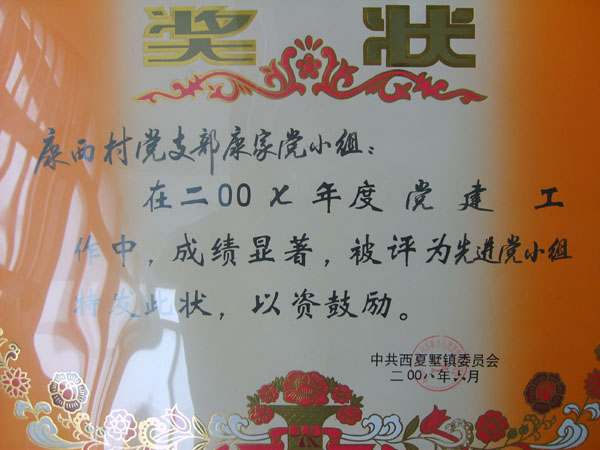 奖状
康西村党支部康家党小组：
在二00七年度党建工
作中，成绩显著，被评为先进党小组
特发此状，以资鼓励。
中共西夏墅镇委员会
二00八年六月